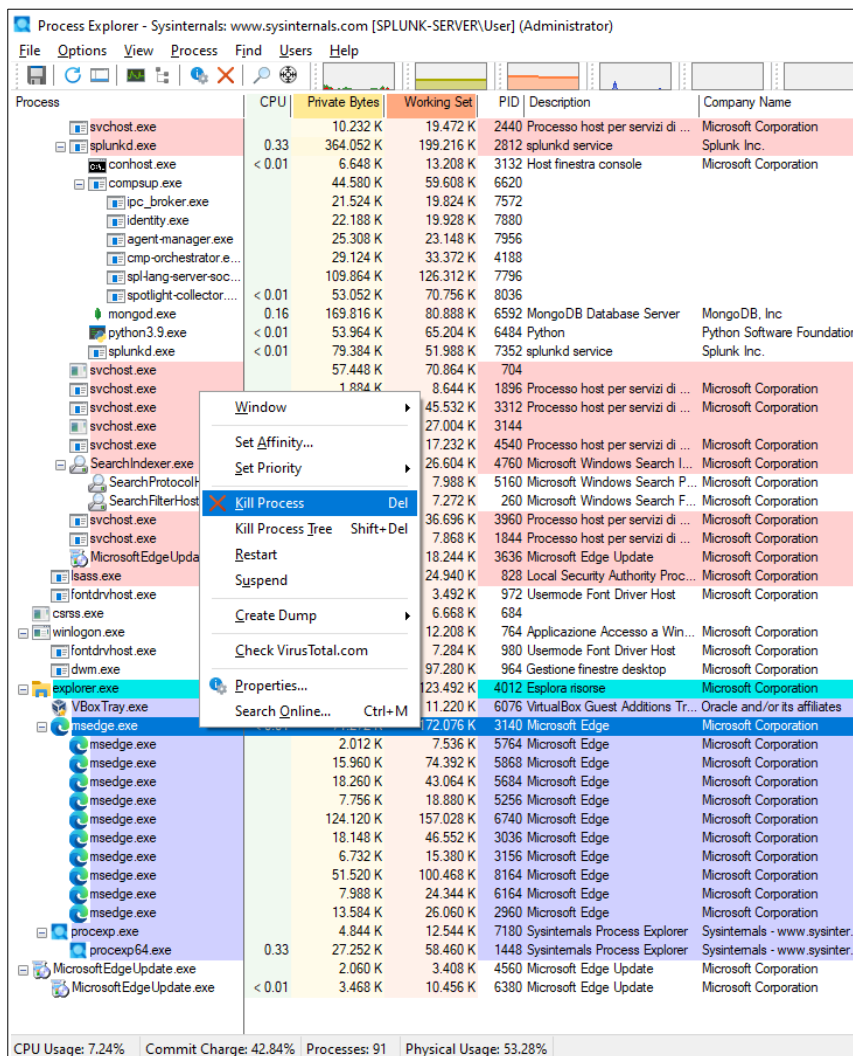 Process Explorer - Sysinternals: www.sysinternals.com [SPLUNK-SERVER\User] (Administrator)
File Options View Process Find Users Help
Process CPU Private Bytes Working Set PID Description Company Name
svchost.exe 10.232 K 19.472 K 2440 Processo host per servizi di ... Microsoft Corporation
splunkd.exe 0.33 364.052 K 199.216 K 2812 splunkd service Splunk Inc.
conhost.exe < 0.01 6.648 K 13.208 K 3132 Host finestra console Microsoft Corporation
compsup.exe 44.580 K 59.608 K 6620
ipc_broker.exe 21.524 K 19.824 K 7572
identity.exe 22.188 K 19.928 K 7880
agent-manager.exe 25.308 K 23.148 K 7956
cmp-orchestrator.e... 29.124 K 33.372 K 4188
spl-lang-server-soc... 109.864 K 126.312 K 7796
spotlight-collector.... < 0.01 53.052 K 70.756 K 8036
mongod.exe 0.16 169.816 K 80.888 K 6592 MongoDB Database Server MongoDB, Inc
python3.9.exe < 0.01 53.964 K 65.204 K 6484 Python Python Software Foundation
splunkd.exe < 0.01 79.384 K 51.988 K 7352 splunkd service Splunk Inc.
svchost.exe 57.448 K 70.864 K 704
svchost.exe 1.884 K 8.644 K 1896 Processo host per servizi di ... Microsoft Corporation
svchost.exe Window 45.532 K 3312 Processo host per servizi di ... Microsoft Corporation
svchost.exe 27.004 K 3144
svchost.exe Set Affinity... 17.232 K 4540 Processo host per servizi di ... Microsoft Corporation
SearchIndexer.exe Set Priority 26.604 K 4760 Microsoft Windows Search I... Microsoft Corporation
SearchProtocolH 7.988 K 5160 Microsoft Windows Search P... Microsoft Corporation
SearchFilterHost Kill Process Del 7.272 K 260 Microsoft Windows Search F... Microsoft Corporation
svchost.exe Kill Process Tree Shift+Del 36.696 K 3960 Processo host per servizi di ... Microsoft Corporation
svchost.exe 7.868 K 1844 Processo host per servizi di ... Microsoft Corporation
MicrosoftEdgeUpda Restart 18.244 K 3636 Microsoft Edge Update Microsoft Corporation
lsass.exe Suspend 24.940 K 828 Local Security Authority Proc... Microsoft Corporation
fontdrvhost.exe 3.492 K 972 Usermode Font Driver Host Microsoft Corporation
csrss.exe Create Dump 6.668 K 684
winlogon.exe 12.208 K 764 Applicazione Accesso a Win... Microsoft Corporation
fontdrvhost.exe Check VirusTotal.com 7.284 K 980 Usermode Font Driver Host Microsoft Corporation
dwm.exe 97.280 K 964 Gestione finestre desktop Microsoft Corporation
explorer.exe Properties... 123.492 K 4012 Esplora risorse Microsoft Corporation
VBoxTray.exe Search Online... Ctrl+M 11.220 K 6076 VirtualBox Guest Additions Tr... Oracle and/or its affiliates
msedge.exe 172.076 K 3140 Microsoft Edge Microsoft Corporation
msedge.exe 2.012 K 7.536 K 5764 Microsoft Edge Microsoft Corporation
msedge.exe 15.960 K 74.392 K 5868 Microsoft Edge Microsoft Corporation
msedge.exe 18.260 K 43.064 K 5684 Microsoft Edge Microsoft Corporation
msedge.exe 7.756 K 18.880 K 5256 Microsoft Edge Microsoft Corporation
msedge.exe 124.120 K 157.028 K 6740 Microsoft Edge Microsoft Corporation
msedge.exe 18.148 K 46.552 K 3036 Microsoft Edge Microsoft Corporation
msedge.exe 6.732 K 15.380 K 3156 Microsoft Edge Microsoft Corporation
msedge.exe 51.520 K 100.468 K 8164 Microsoft Edge Microsoft Corporation
msedge.exe 7.988 K 24.344 K 6164 Microsoft Edge Microsoft Corporation
msedge.exe 13.584 K 26.060 K 2960 Microsoft Edge Microsoft Corporation
procexp.exe 4.844 K 12.544 K 7180 Sysinternals Process Explorer Sysinternals - www.sysinter...
procexp64.exe 0.33 27.252 K 58.460 K 1448 Sysinternals Process Explorer Sysinternals - www.sysinter...
MicrosoftEdgeUpdate.exe 2.060 K 3.408 K 4560 Microsoft Edge Update Microsoft Corporation
MicrosoftEdgeUpdate.exe < 0.01 3.468 K 10.456 K 6380 Microsoft Edge Update Microsoft Corporation
CPU Usage: 7.24% Commit Charge: 42.84% Processes: 91 Physical Usage: 53.28%